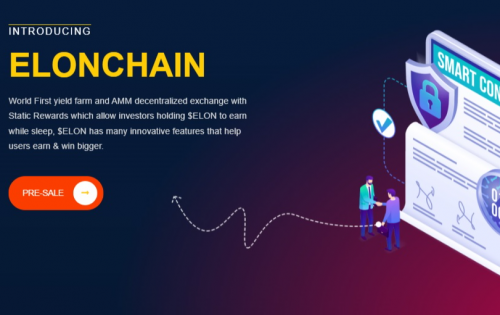 INTRODUCING
ELONCHAIN
World First yield farm and AMM decentralized exchange with
Static Rewards which allow investors holding $ELON to earn
while sleep, $ELON has many innovative features that help
users earn & win bigger.
PRE-SALE
SMART CON